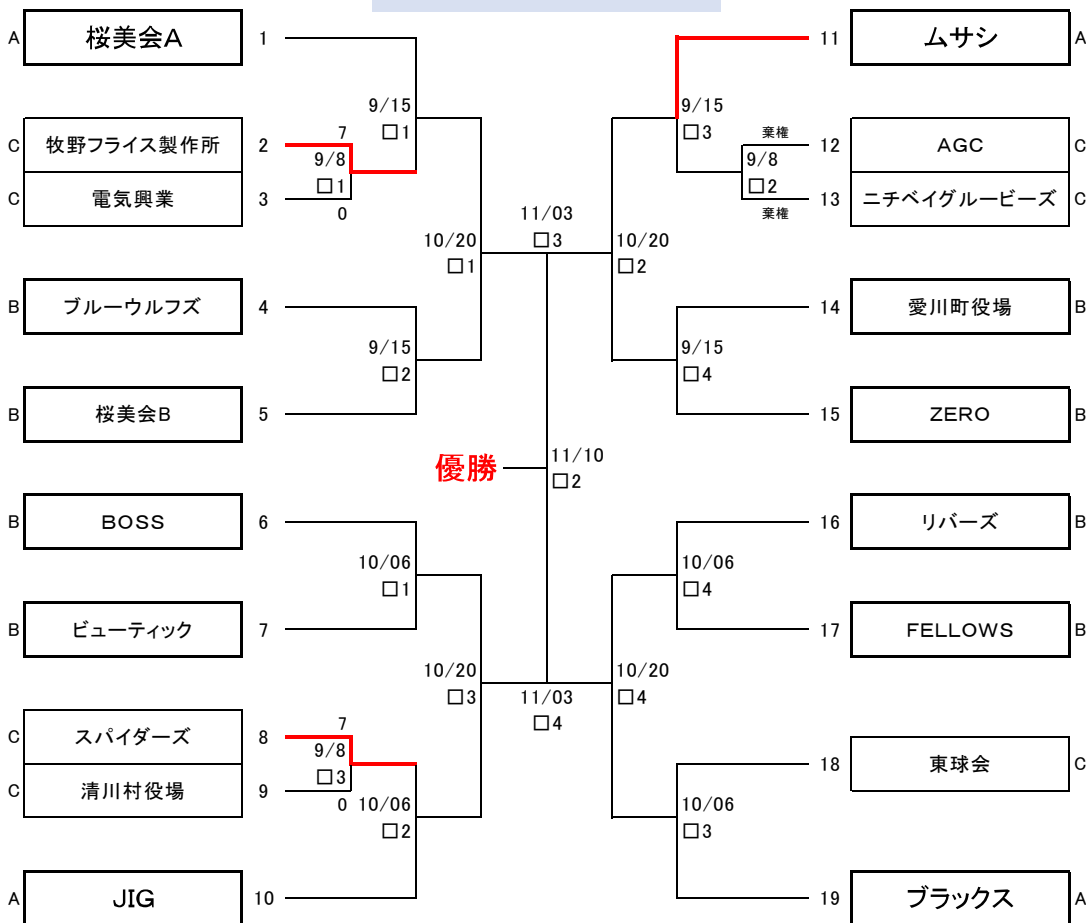 A 桜美会A 1
9/15
□1
C 牧野フライス製作所 2
7
9/8
□1
C 電気興業 3
0
10/20
□1
B ブルーウルフズ 4
9/15
□2
B 桜美会B 5
11/03
□3
優勝
11/10
□2
B BOSS 6
10/06
□1
B ビューティック 7
10/20
□3
11/03
□4
C スパイダーズ 8
7
9/8
□3
C 清川村役場 9
0
10/06
□2
A JIG 10
11 ムサシ A
9/15
□3
棄権
12 AGC C
9/8
□2
13 ニチベイグルービーズ C
棄権
10/20
□2
14 愛川町役場 B
9/15
□4
15 ZERO B
16 リバーズ B
10/06
□4
17 FELLOWS B
10/20
□4
18 東球会 C
10/06
□3
19 ブラックス A